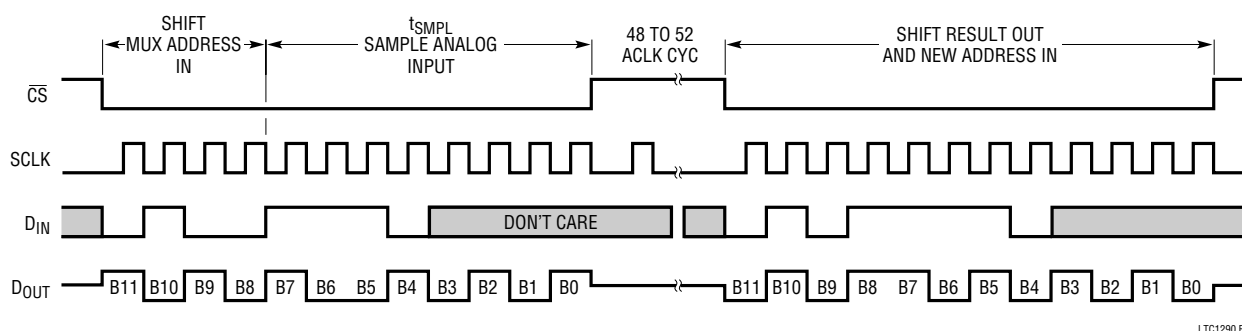 SHIFT
MUX ADDRESS
IN
tSMPL
SAMPLE ANALOG
INPUT
48 TO 52
ACLK CYC
SHIFT RESULT OUT
AND NEW ADDRESS IN
CS
SCLK
DIN
DON'T CARE
DOUT
B11 B10 B9 B8 B7 B6 B5 B4 B3 B2 B1 B0
B11 B10 B9 B8 B7 B6 B5 B4 B3 B2 B1 B0
LTC1290 F